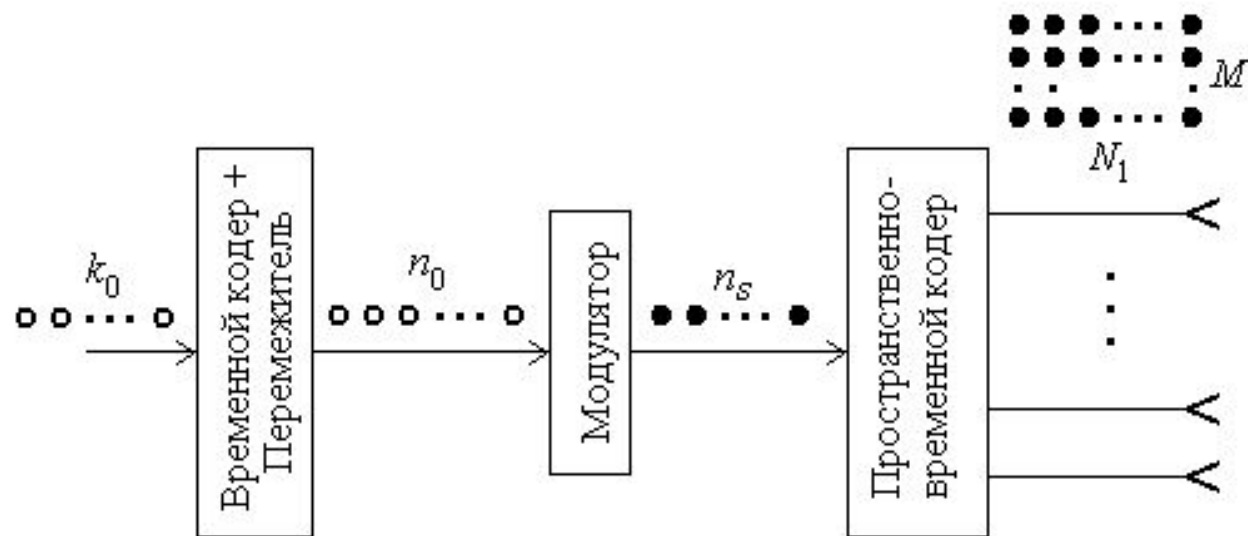 M
N₁
k₀
Временной кодер +
Перемежитель
n₀
Модулятор
nₛ
Пространственно-
временной кодер